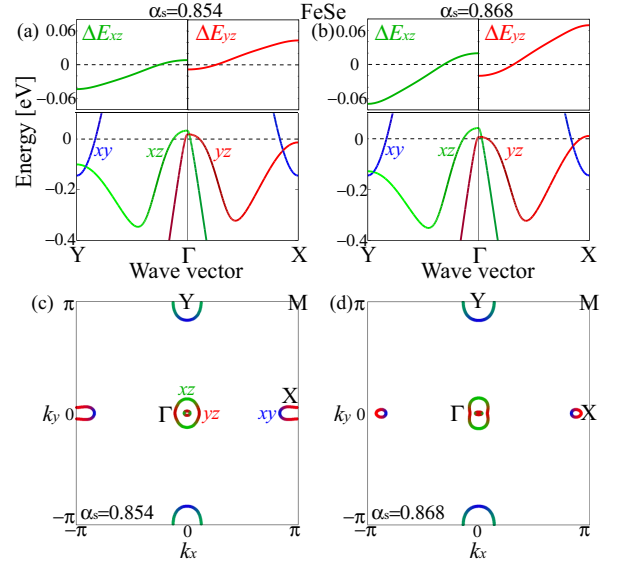 αs=0.854 FeSe αs=0.868
(a) ΔExz ΔEyz (b) ΔExz ΔEyz
0.06 0.06
0 0
−0.06 −0.06
Energy [eV]
0 xy xz yz 0 xy xz yz
−0.2 −0.2
−0.4 −0.4
Y Γ X Y Γ X
Wave vector Wave vector
(c) π Y M (d) π Y M
xz
ky 0 Γ yz xy X ky 0 Γ X
−π αs=0.854 −π αs=0.868
−π 0 π −π 0 π
kx kx